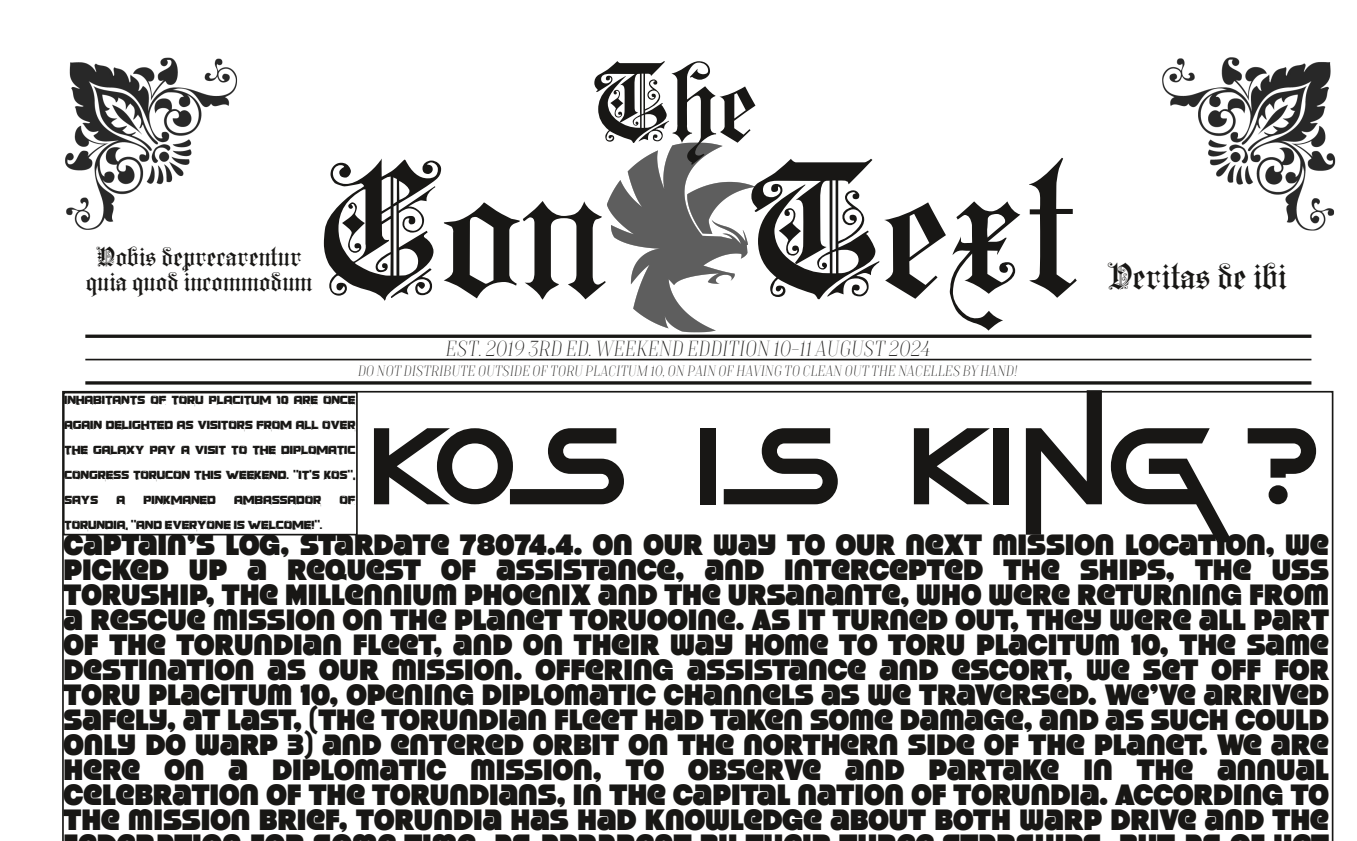 The
Con Text
Nobis deprecarentur
quia quod incommodum
Veritas de ibi
EST. 2019 3RD ED. WEEKEND EDDITION 10-11 AUGUST 2024
DO NOT DISTRIBUTE OUTSIDE OF TORU PLACITUM 10, ON PAIN OF HAVING TO CLEAN OUT THE NACELLES BY HAND!
INHABITANTS OF TORU PLACITUM 10 ARE ONCE
AGAIN DELIGHTED AS VISITORS FROM ALL OVER
THE GALAXY PAY A VISIT TO THE DIPLOMATIC
CONGRESS TORUCON THIS WEEKEND. "IT'S KOS",
SAYS A PINKMANED AMBASSADOR OF
TORUNDIA, "AND EVERYONE IS WELCOME!".
KOS IS KING?
CAPTAIN'S LOG, STARDATE 78074.4. ON OUR WAY TO OUR NEXT MISSION LOCATION, WE
PICKED UP A REQUEST OF ASSISTANCE, AND INTERCEPTED THE SHIPS, THE USS
TORUSHIP, THE MILLENNIUM PHOENIX AND THE URSANANTE, WHO WERE RETURNING FROM
A RESCUE MISSION ON THE PLANET TORUOOINE. AS IT TURNED OUT, THEY WERE ALL PART
OF THE TORUNDIAN FLEET, AND ON THEIR WAY HOME TO TORU PLACITUM 10, THE SAME
DESTINATION AS OUR MISSION. OFFERING ASSISTANCE AND ESCORT, WE SET OFF FOR
TORU PLACITUM 10, OPENING DIPLOMATIC CHANNELS AS WE TRAVERSED. WE'VE ARRIVED
SAFELY, AT LAST, (THE TORUNDIAN FLEET HAD TAKEN SOME DAMAGE, AND AS SUCH COULD
ONLY DO WARP 3) AND ENTERED ORBIT ON THE NORTHERN SIDE OF THE PLANET. WE ARE
HERE ON A DIPLOMATIC MISSION, TO OBSERVE AND PARTAKE IN THE ANNUAL
CELEBRATION OF THE TORUNDIANS, IN THE CAPITAL NATION OF TORUNDIA. ACCORDING TO
THE MISSION BRIEF, TORUNDIA HAS HAD KNOWLEDGE ABOUT BOTH WARP DRIVE AND THE